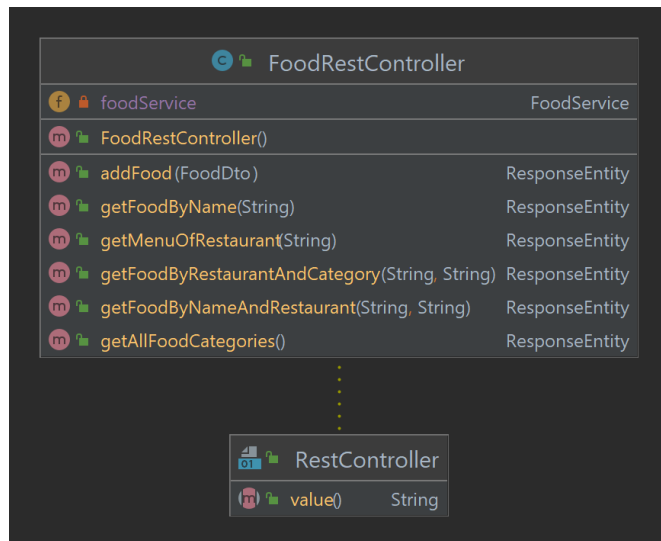 FoodRestController
foodService FoodService
FoodRestController()
addFood(FoodDto) ResponseEntity
getFoodByName(String) ResponseEntity
getMenuOfRestaurant(String) ResponseEntity
getFoodByRestaurantAndCategory(String, String) ResponseEntity
getFoodByNameAndRestaurant(String, String) ResponseEntity
getAllFoodCategories() ResponseEntity
RestController
value() String